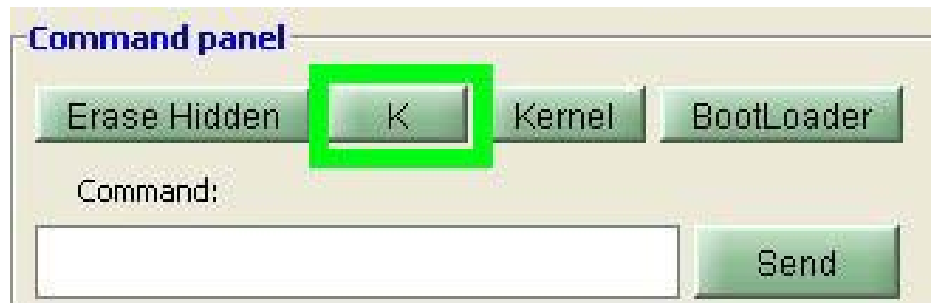 Command panel
Erase Hidden K Kernel BootLoader
Command:
Send